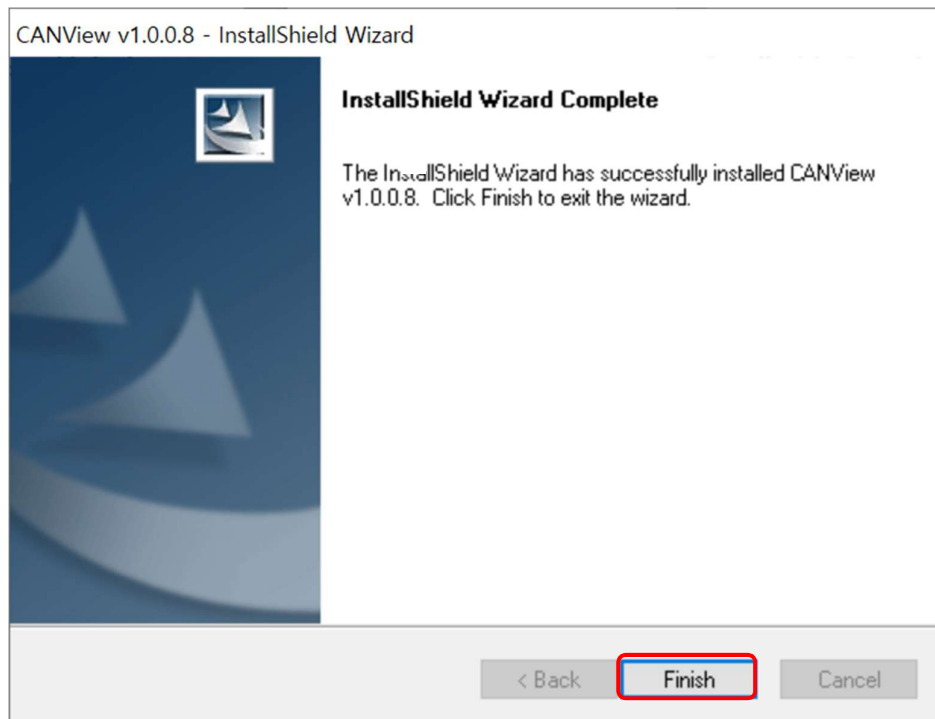 CANView v1.0.0.8 - InstallShield Wizard
InstallShield Wizard Complete
The InstallShield Wizard has successfully installed CANView
v1.0.0.8.  Click Finish to exit the wizard.
< Back
Finish
Cancel